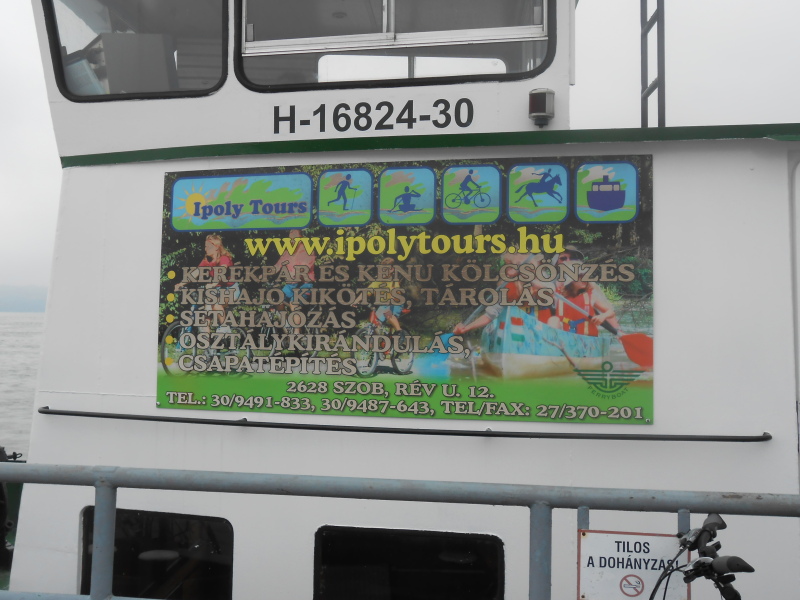 H-16824-30
Ipoly Tours
www.ipolytours.hu
• KERÉKPÁR ÉS KENU KÖLCSÖNZÉS
• KISHAJÓ KIKÖTÉS, TÁROLÁS
• SÉTAHAJÓZÁS
• OSZTÁLYKIRÁNDULÁS,
CSAPATÉPÍTÉS
2628 SZOB, RÉV U. 12.
TEL.: 30/9491-833, 30/9487-643, TEL/FAX: 27/370-201
TILOS
A DOHÁNYZÁS!